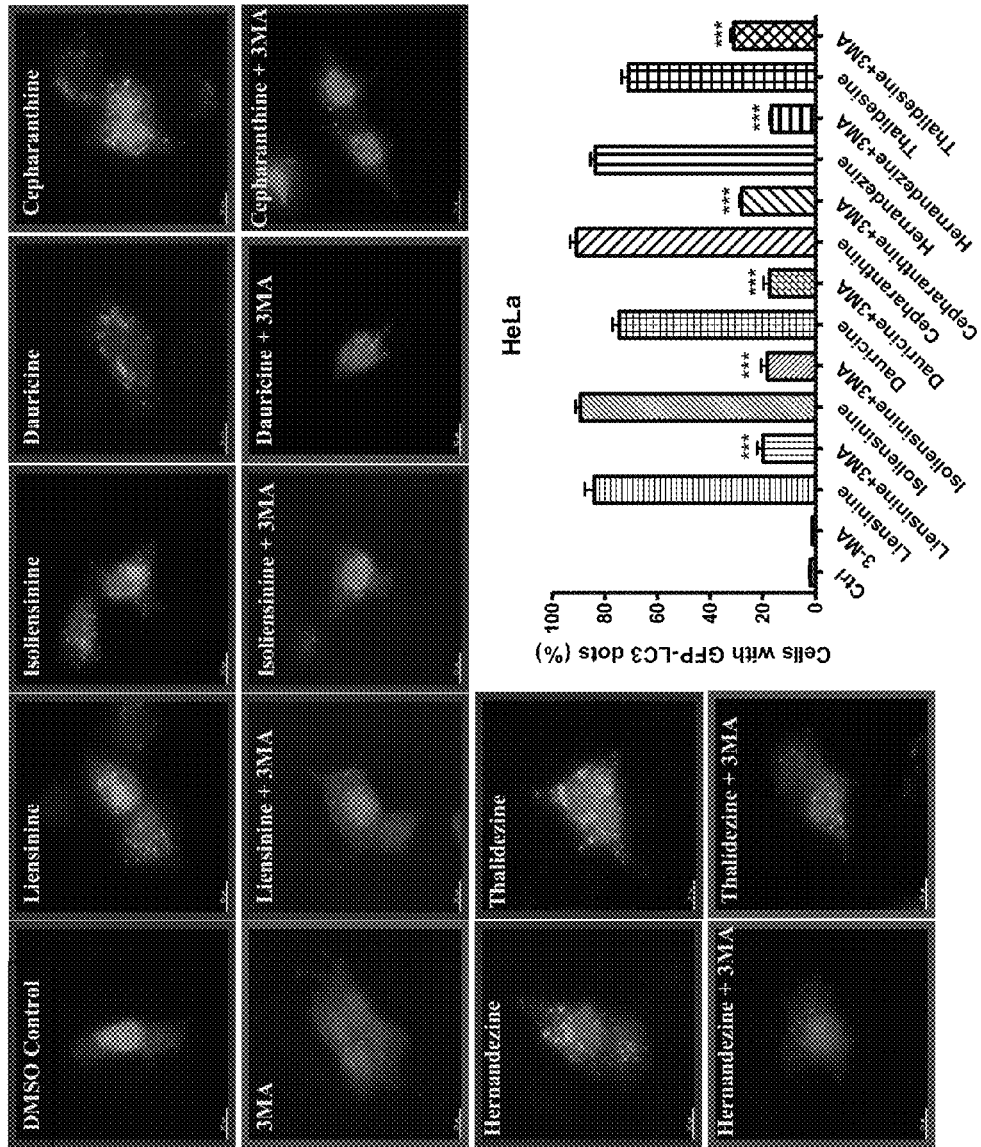 DMSO Control
Liensinine
Isoliensinine
Dauricine
Cepharanthine
3MA
Liensinine + 3MA
Isoliensinine + 3MA
Dauricine + 3MA
Cepharanthine + 3MA
Hernandezine
Thalidezine
Hernandezine + 3MA
Thalidezine + 3MA
HeLa
Cells with GFP-LC3 dots (%)
100
80
60
40
20
0
***
***
***
***
***
***
Ctrl
3-MA
Liensinine
Liensinine+3MA
Isoliensinine
Isoliensinine+3MA
Dauricine
Dauricine+3MA
Cepharanthine
Cepharanthine+3MA
Hernandezine
Hernandezine+3MA
Thalidesine
Thalidesine+3MA